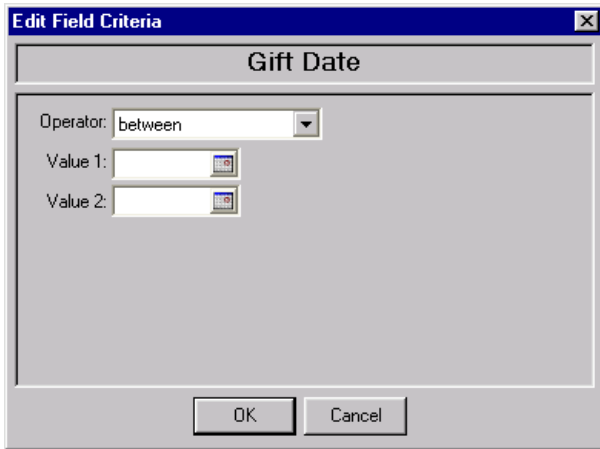 Edit Field Criteria
Gift Date
Operator: between
Value 1:
Value 2:
OK Cancel